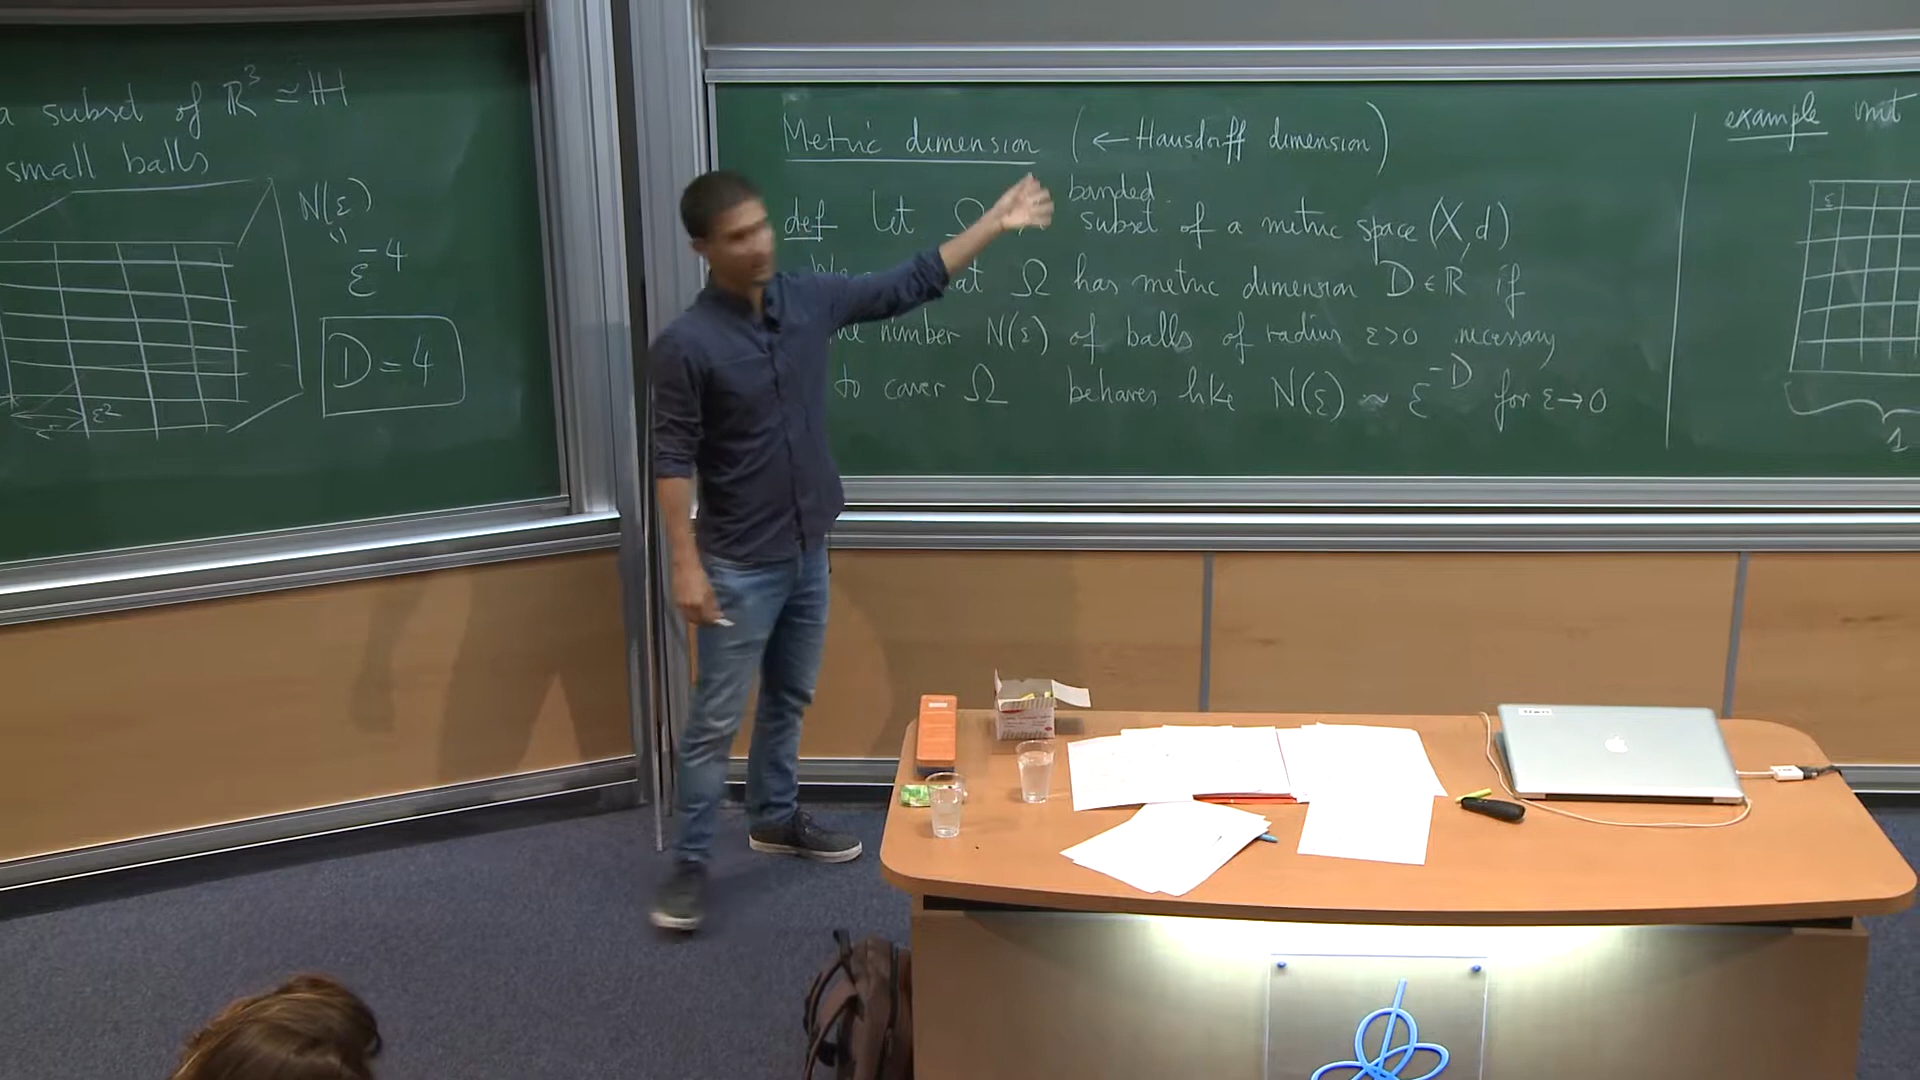 a subset of ℝ³ ≃ ℍ
small balls
N(ε)
ε⁻⁴
D = 4
ε²
Metric dimension (← Hausdorff dimension)
bounded
def Let Ω subset of a metric space (X, d)
We Ω has metric dimension D ∈ ℝ if
number N(ε) of balls of radius ε>0 necessary
to cover Ω behaves like N(ε) ~ ε^{-D} for ε→0
example unit
ε
1